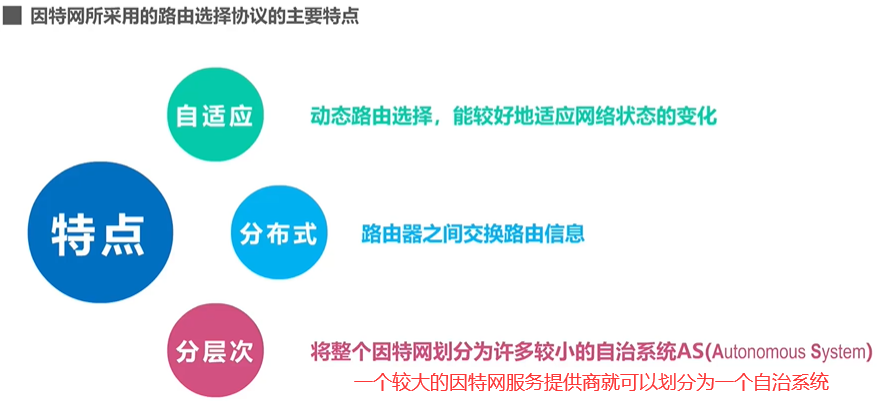 因特网所采用的路由选择协议的主要特点
自适应
动态路由选择，能较好地适应网络状态的变化
特点
分布式
路由器之间交换路由信息
分层次
将整个因特网划分为许多较小的自治系统AS(Autonomous System)
一个较大的因特网服务提供商就可以划分为一个自治系统